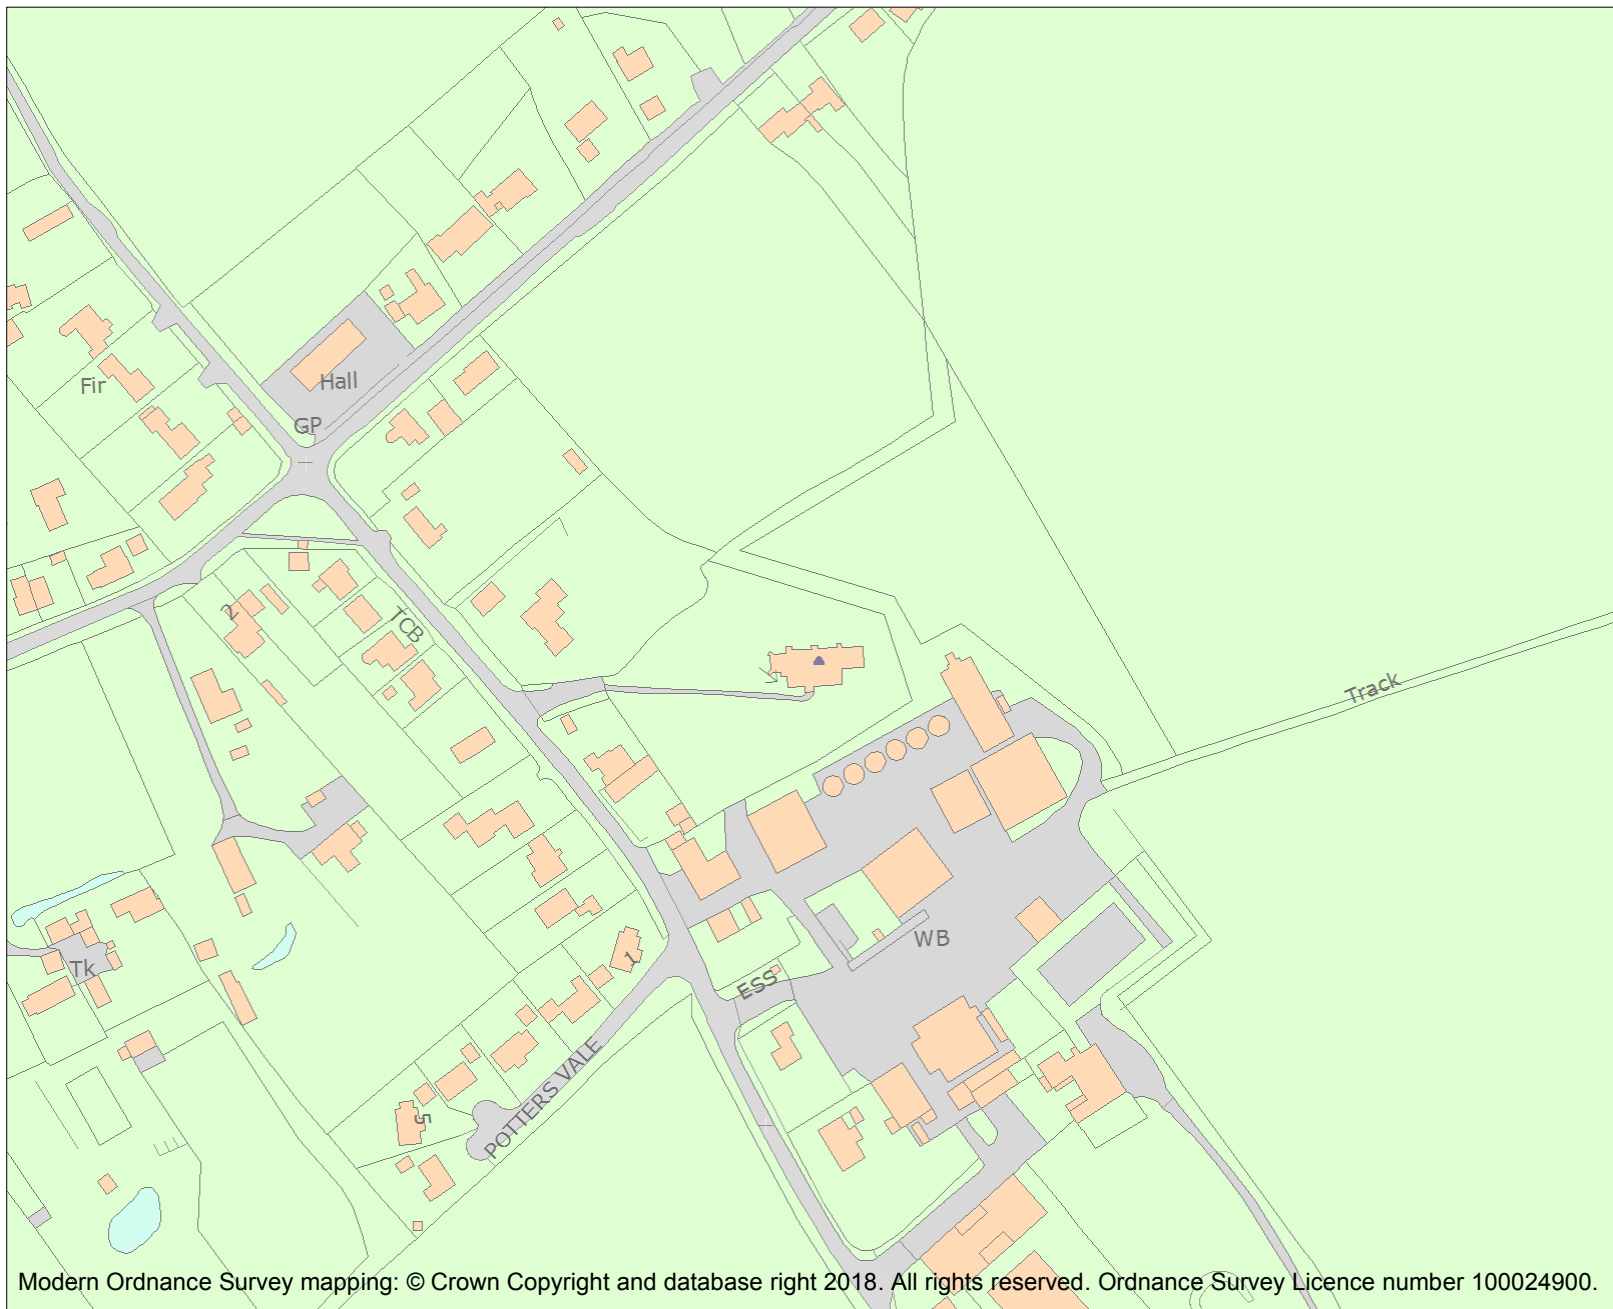 Fir
Hall
GP
2
TCB
Track
WB
Tk
1
ESS
POTTERS VALE
5
Modern Ordnance Survey mapping: © Crown Copyright and database right 2018. All rights reserved. Ordnance Survey Licence number 100024900.